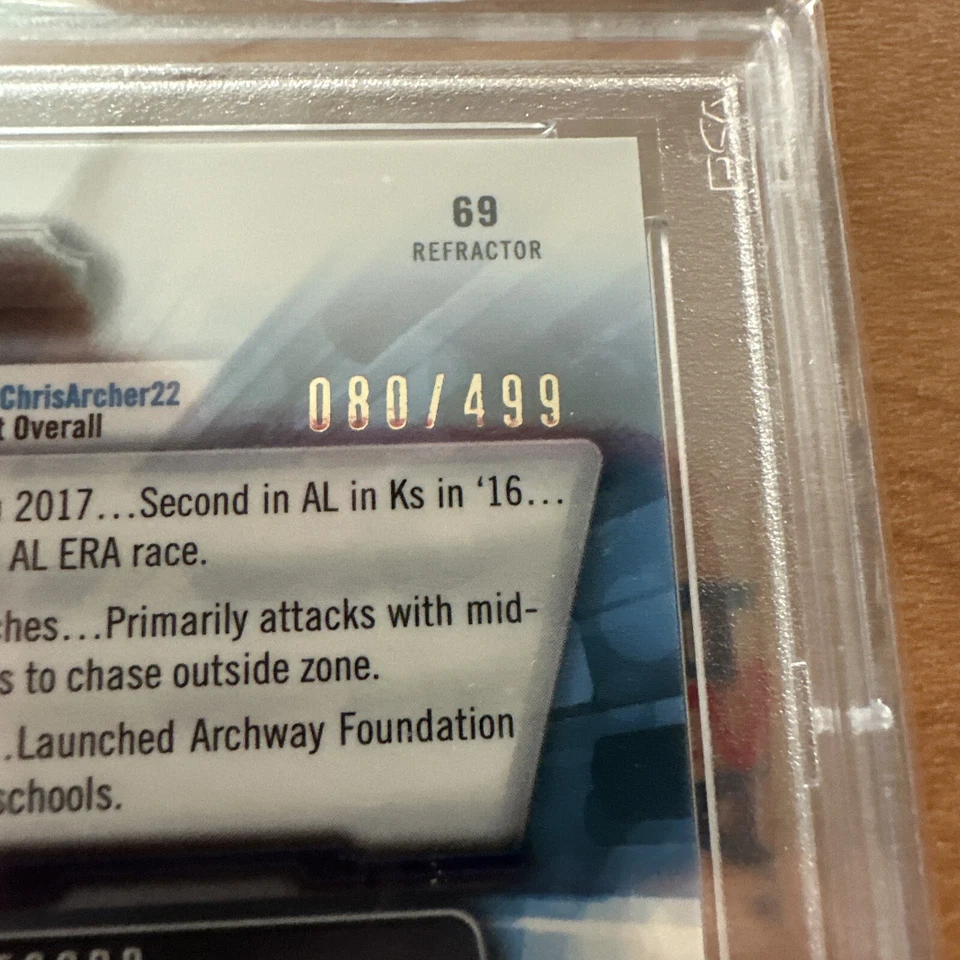 PSA
69
REFRACTOR
ChrisArcher22
080/499
t Overall
2017...Second in AL in Ks in ‘16...
AL ERA race.
ches...Primarily attacks with mid-
s to chase outside zone.
..Launched Archway Foundation
schools.